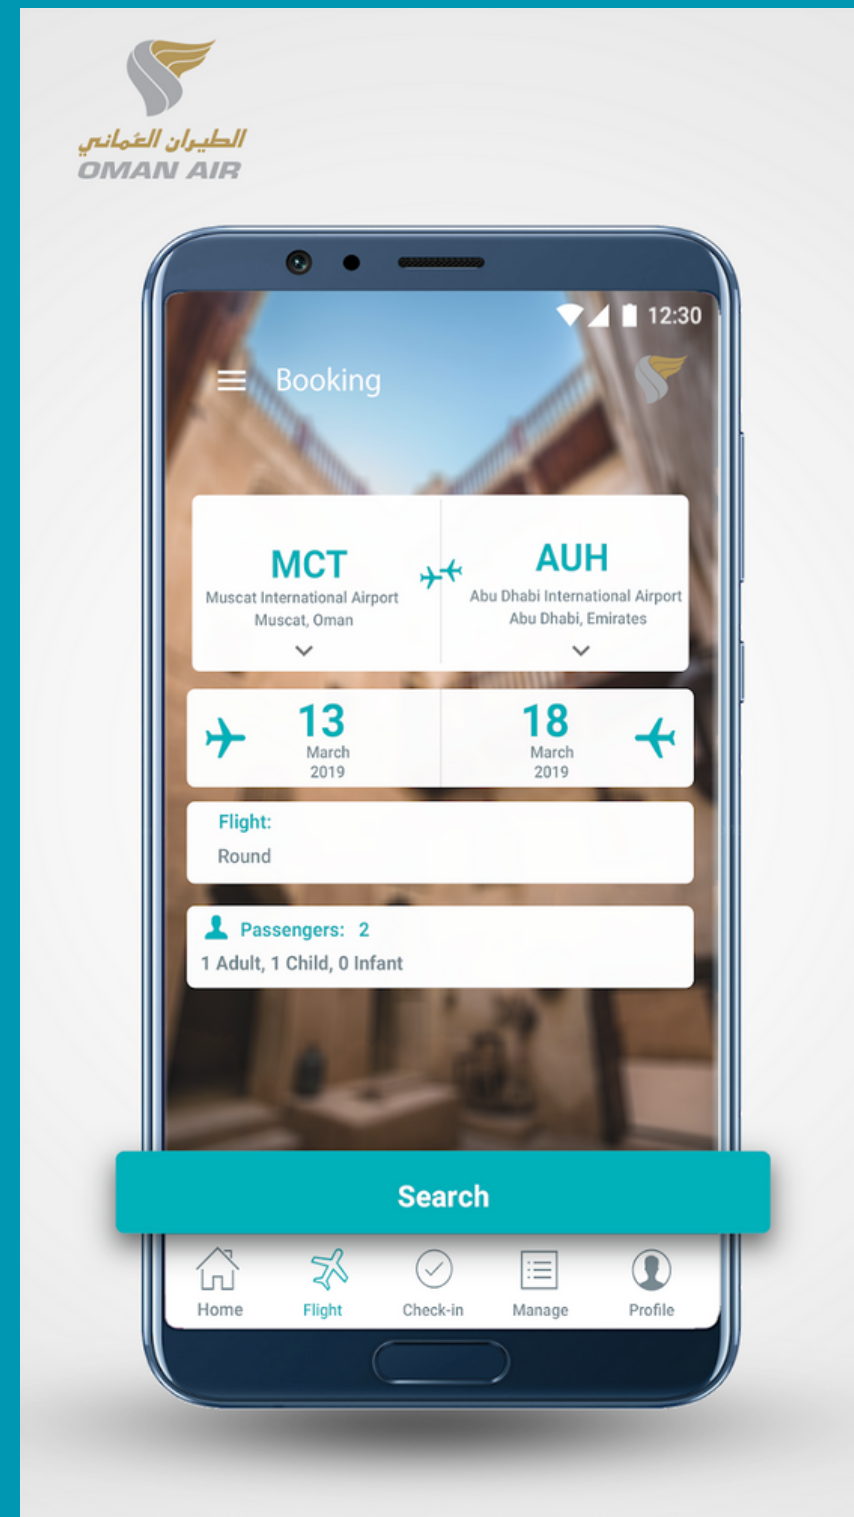 الطيران العُماني
OMAN AIR
12:30
Booking
MCT
Muscat International Airport
Muscat, Oman
AUH
Abu Dhabi International Airport
Abu Dhabi, Emirates
13
March
2019
18
March
2019
Flight:
Round
Passengers: 2
1 Adult, 1 Child, 0 Infant
Search
Home
Flight
Check-in
Manage
Profile